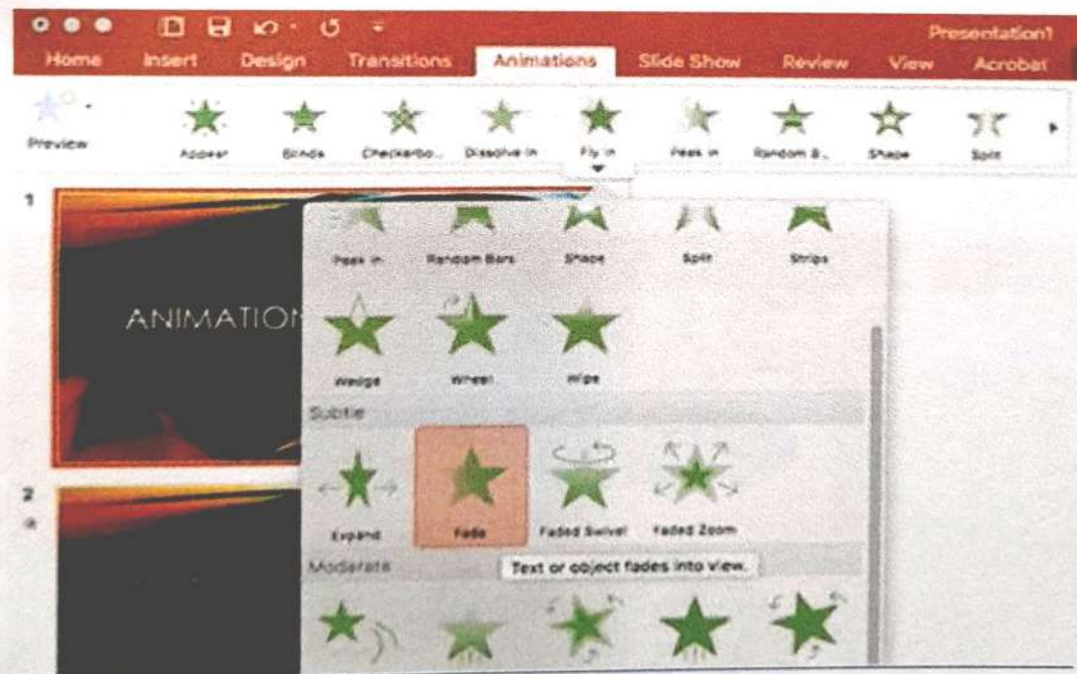 Presentation1
Home Insert Design Transitions Animations Slide Show Review View Acrobat
Preview Appear Blinds Checkerbo... Dissolve In Fly In Peek In Random B... Shape Split
1
Peek In Random Bars Shape Split Strips
ANIMATION
Wedge Wheel Wipe
Subtle
2
Expand Fade Faded Swivel Faded Zoom
Moderate
Text or object fades into view.